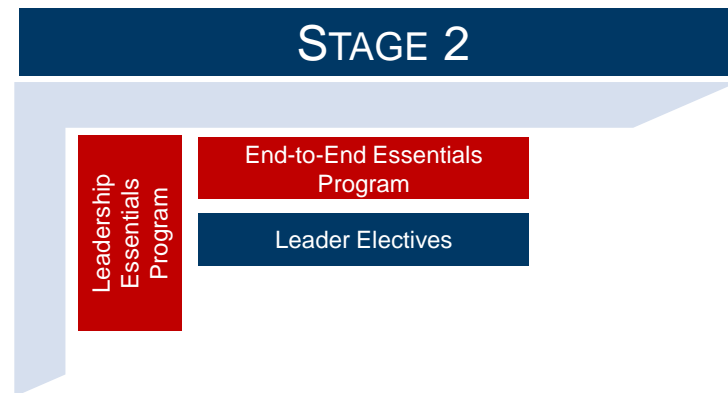 STAGE 2
Leadership
Essentials
Program
End-to-End Essentials
Program
Leader Electives